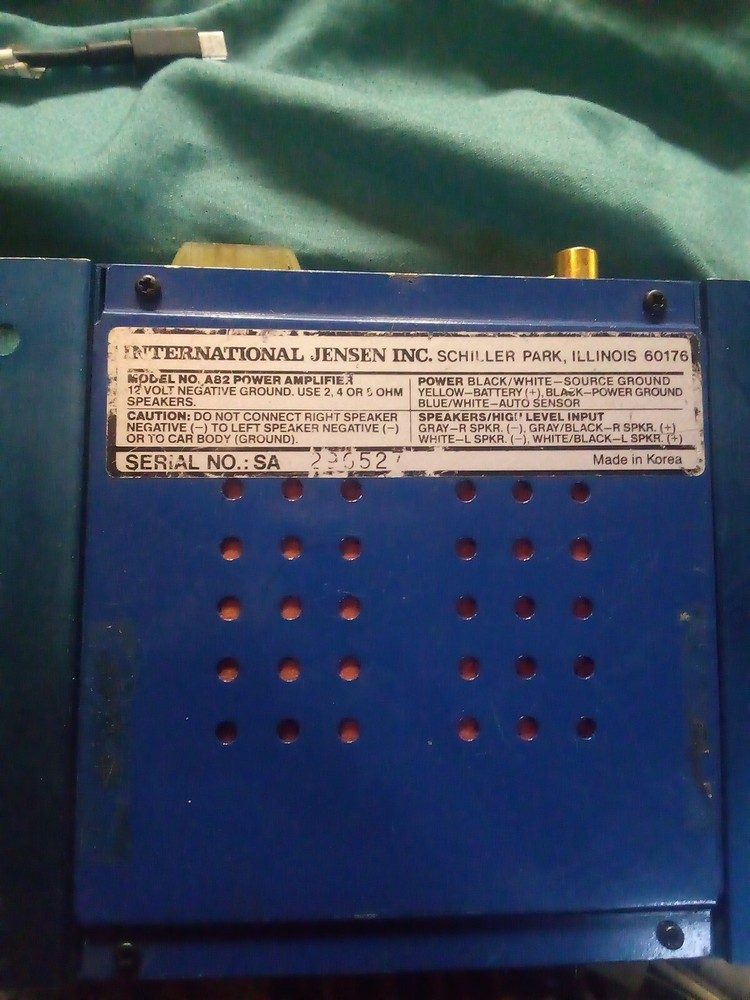 INTERNATIONAL JENSEN INC. SCHILLER PARK, ILLINOIS 60176
MODEL NO. A82 POWER AMPLIFIER
12 VOLT NEGATIVE GROUND. USE 2, 4 OR 8 OHM
SPEAKERS.
CAUTION: DO NOT CONNECT RIGHT SPEAKER
NEGATIVE (–) TO LEFT SPEAKER NEGATIVE (–)
OR TO CAR BODY (GROUND).
POWER BLACK/WHITE–SOURCE GROUND
YELLOW–BATTERY (+), BLACK–POWER GROUND
BLUE/WHITE–AUTO SENSOR
SPEAKERS/HIGH LEVEL INPUT
GRAY–R SPKR. (–), GRAY/BLACK–R SPKR. (+)
WHITE–L SPKR. (–), WHITE/BLACK–L SPKR. (+)
SERIAL NO.: SA
Made in Korea